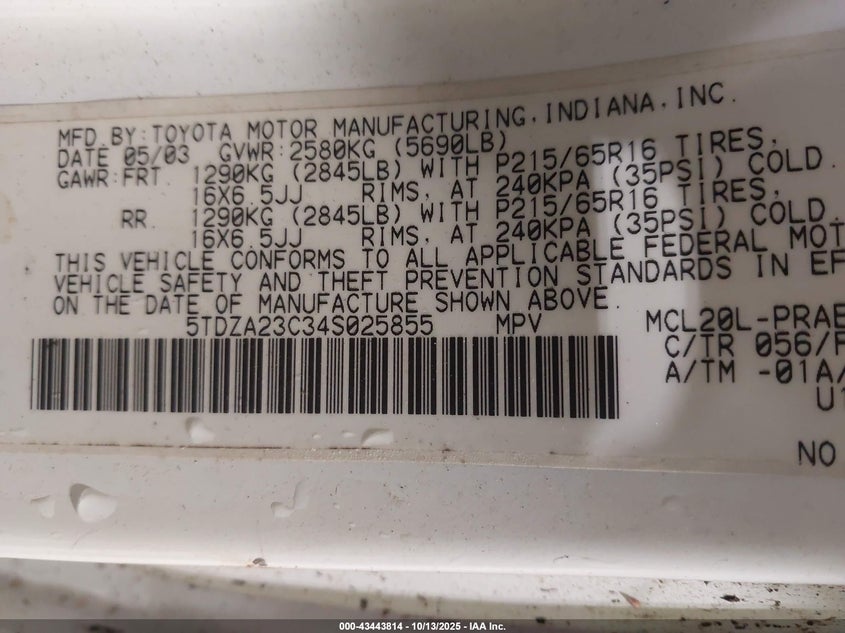 MFD.BY:TOYOTA MOTOR MANUFACTURING,INDIANA,INC.
DATE 05/03 GVWR:2580KG (5690LB)
GAWR:FRT. 1290KG (2845LB) WITH P215/65R16 TIRES,
16X6.5JJ RIMS, AT 240KPA (35PSI) COLD.
RR. 1290KG (2845LB) WITH P215/65R16 TIRES,
16X6.5JJ RIMS, AT 240KPA (35PSI) COLD.
THIS VEHICLE CONFORMS TO ALL APPLICABLE FEDERAL MOT
VEHICLE SAFETY AND THEFT PREVENTION STANDARDS IN EF
ON THE DATE OF MANUFACTURE SHOWN ABOVE.
5TDZA23C34S025855 MPV MCL20L-PRAE
C/TR 056/F
A/TM -01A/
U1
NO
000-43443814 - 10/13/2025 - IAA Inc.